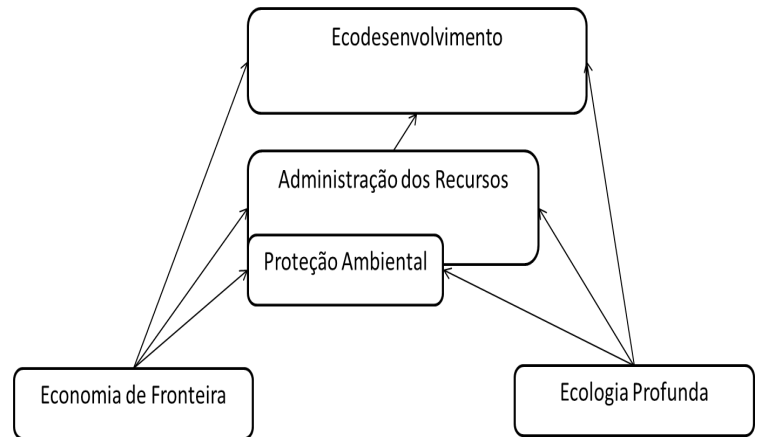 Ecodesenvolvimento
Administração dos Recursos
Proteção Ambiental
Economia de Fronteira
Ecologia Profunda